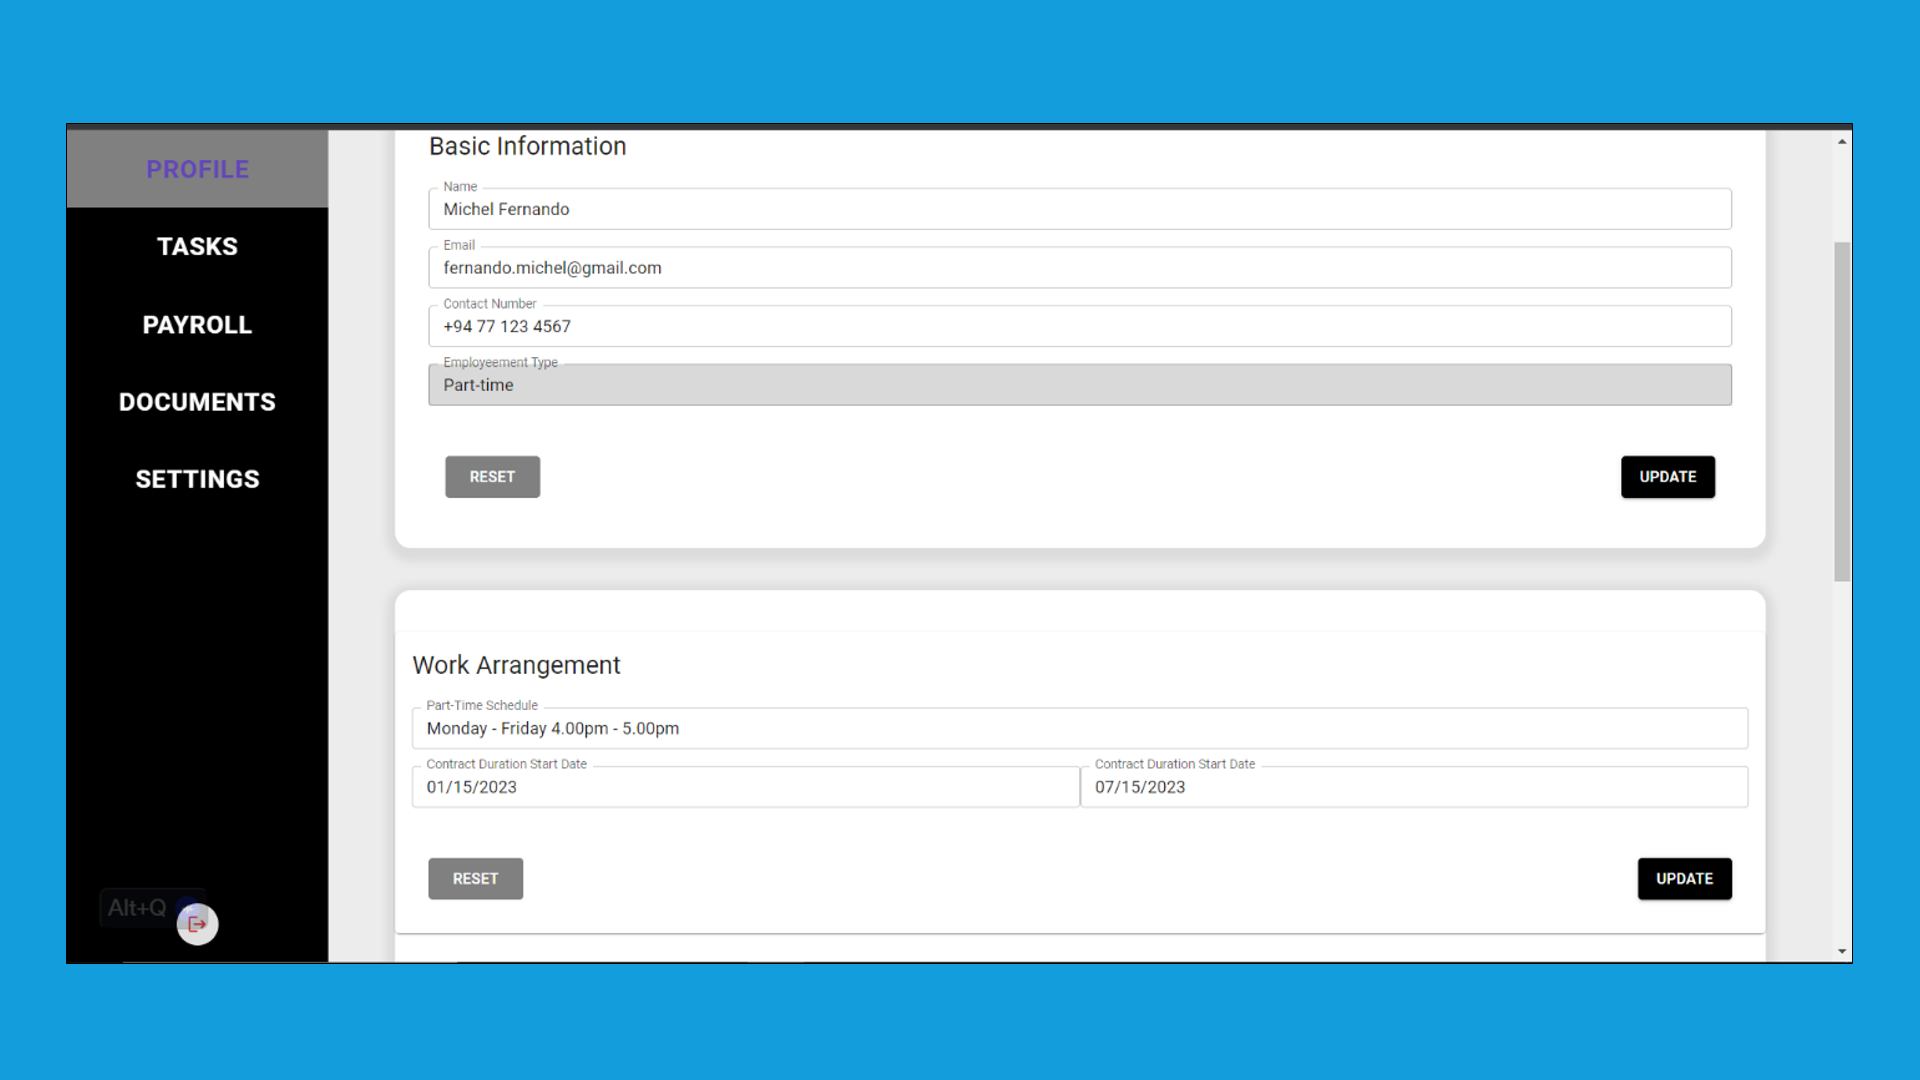 PROFILE
TASKS
PAYROLL
DOCUMENTS
SETTINGS
Alt+Q
Basic Information
Name
Michel Fernando
Email
fernando.michel@gmail.com
Contact Number
+94 77 123 4567
Employeement Type
Part-time
RESET
UPDATE
Work Arrangement
Part-Time Schedule
Monday - Friday 4.00pm - 5.00pm
Contract Duration Start Date
01/15/2023
Contract Duration Start Date
07/15/2023
RESET
UPDATE